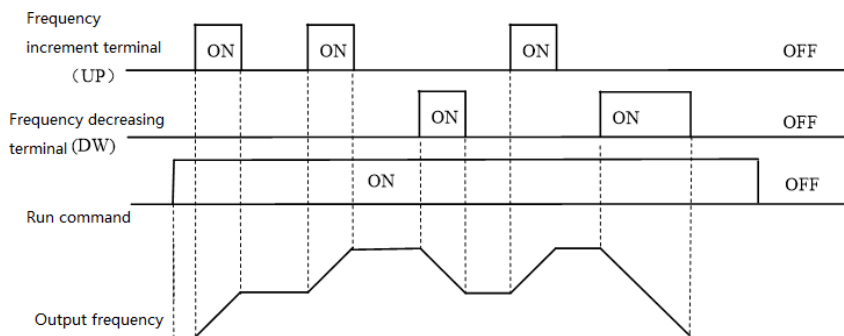 Frequency
increment terminal
(UP)
ON
ON
ON
OFF
Frequency decreasing
terminal (DW)
ON
ON
OFF
ON
OFF
Run command
Output frequency